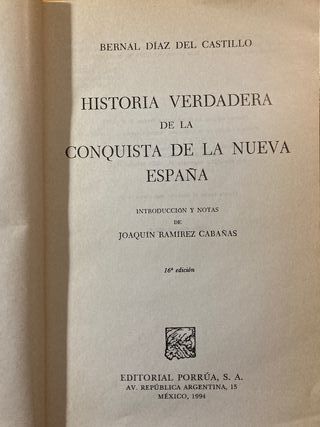 BERNAL DÍAZ DEL CASTILLO
HISTORIA VERDADERA
DE LA
CONQUISTA DE LA NUEVA
ESPAÑA
INTRODUCCIÓN Y NOTAS
DE
JOAQUÍN RAMÍREZ CABAÑAS
16ª edición
EDITORIAL PORRÚA, S. A.
AV. REPÚBLICA ARGENTINA, 15
MÉXICO, 1994